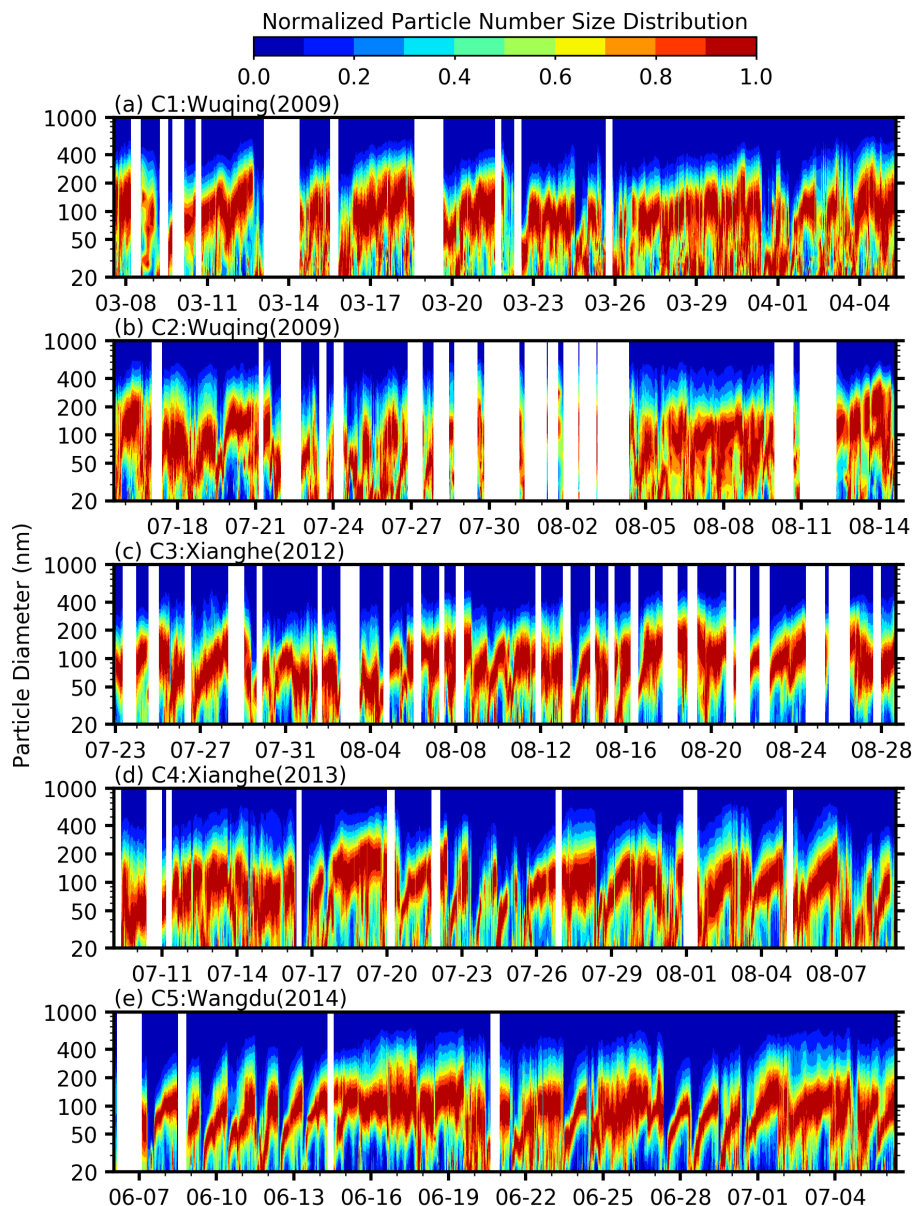 Normalized Particle Number Size Distribution
0.0 0.2 0.4 0.6 0.8 1.0
(a) C1:Wuqing(2009)
1000
400
200
100
50
20
03-08 03-11 03-14 03-17 03-20 03-23 03-26 03-29 04-01 04-04
(b) C2:Wuqing(2009)
1000
400
200
100
50
20
07-18 07-21 07-24 07-27 07-30 08-02 08-05 08-08 08-11 08-14
Particle Diameter (nm)
(c) C3:Xianghe(2012)
1000
400
200
100
50
20
07-23 07-27 07-31 08-04 08-08 08-12 08-16 08-20 08-24 08-28
(d) C4:Xianghe(2013)
1000
400
200
100
50
20
07-11 07-14 07-17 07-20 07-23 07-26 07-29 08-01 08-04 08-07
(e) C5:Wangdu(2014)
1000
400
200
100
50
20
06-07 06-10 06-13 06-16 06-19 06-22 06-25 06-28 07-01 07-04